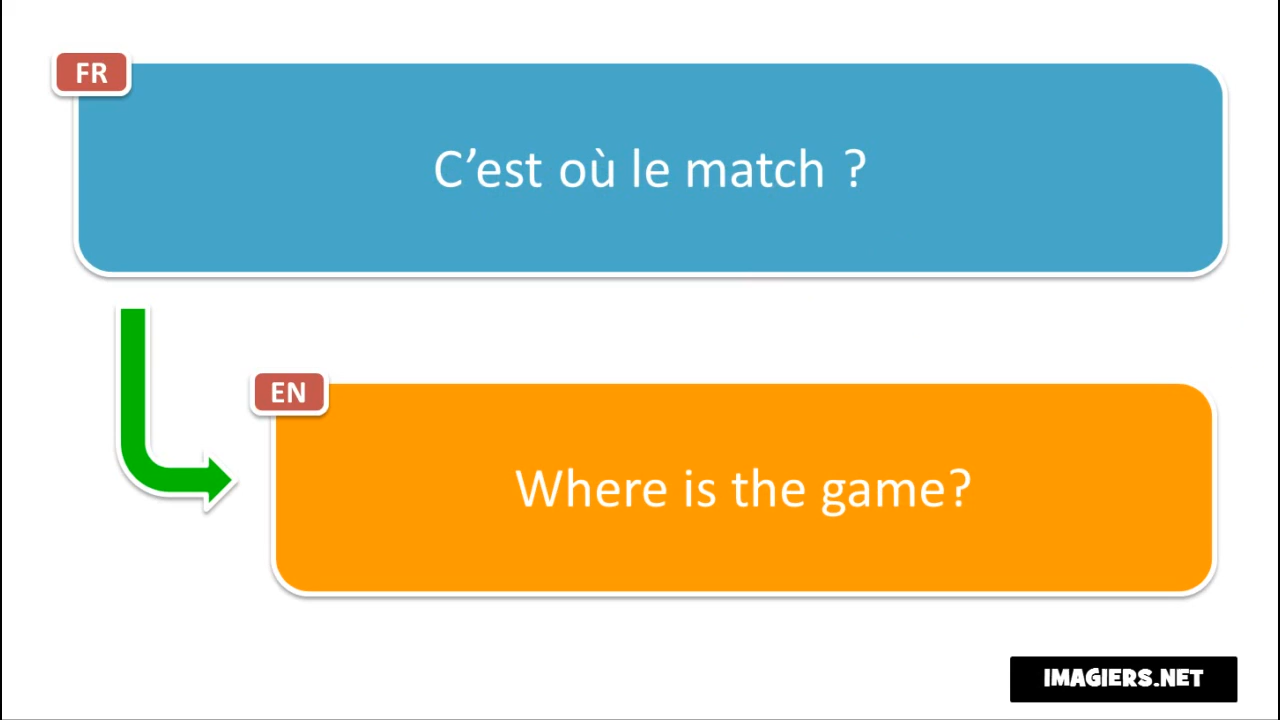 FR
C’est où le match ?
EN
Where is the game?
IMAGIERS.NET